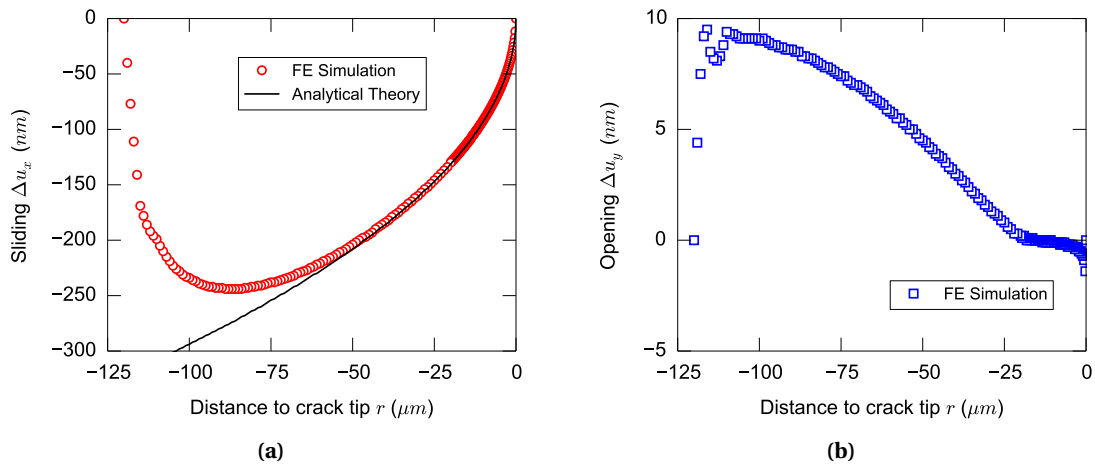 0
−50
−100
−150
−200
−250
−300
−125
−100
−75
−50
−25
0
Sliding Δu_x (nm)
Distance to crack tip r (μm)
FE Simulation
Analytical Theory
(a)
10
5
0
−5
−125
−100
−75
−50
−25
0
Opening Δu_y (nm)
Distance to crack tip r (μm)
FE Simulation
(b)